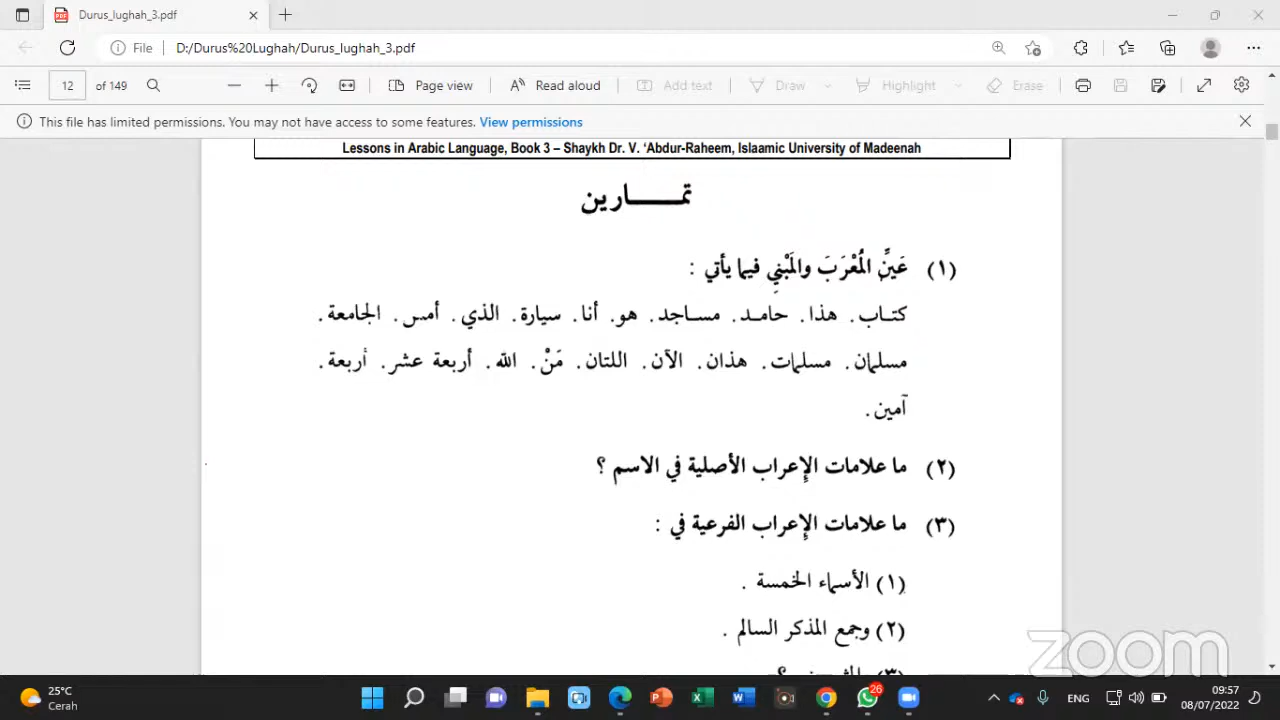 Durus_lughah_3.pdf
File D:/Durus%20Lughah/Durus_lughah_3.pdf
12 of 149 Page view Read aloud Add text Draw Highlight Erase
This file has limited permissions. You may not have access to some features. View permissions
Lessons in Arabic Language, Book 3 – Shaykh Dr. V. ‘Abdur-Raheem, Islaamic University of Madeenah
تمـــــارين
(١) عَيِّنِ المُعْرَبَ والمَبْنِي فيما يأتي :
كتـاب. هذا. حامـد. مسـاجد. هو. أنا. سيارة. الذي. أمس. الجامعة.
مسلمان. مسلمات. هذان. الآن. اللتان. مَنْ. الله. أربعة عشر. أربعة.
آمين.
(٢) ما علامات الإعراب الأصلية في الاسم ؟
(٣) ما علامات الإعراب الفرعية في :
(١) الأسماء الخمسة .
(٢) وجمع المذكر السالم .
zoom
25°C
Cerah
26
ENG
09:57
08/07/2022